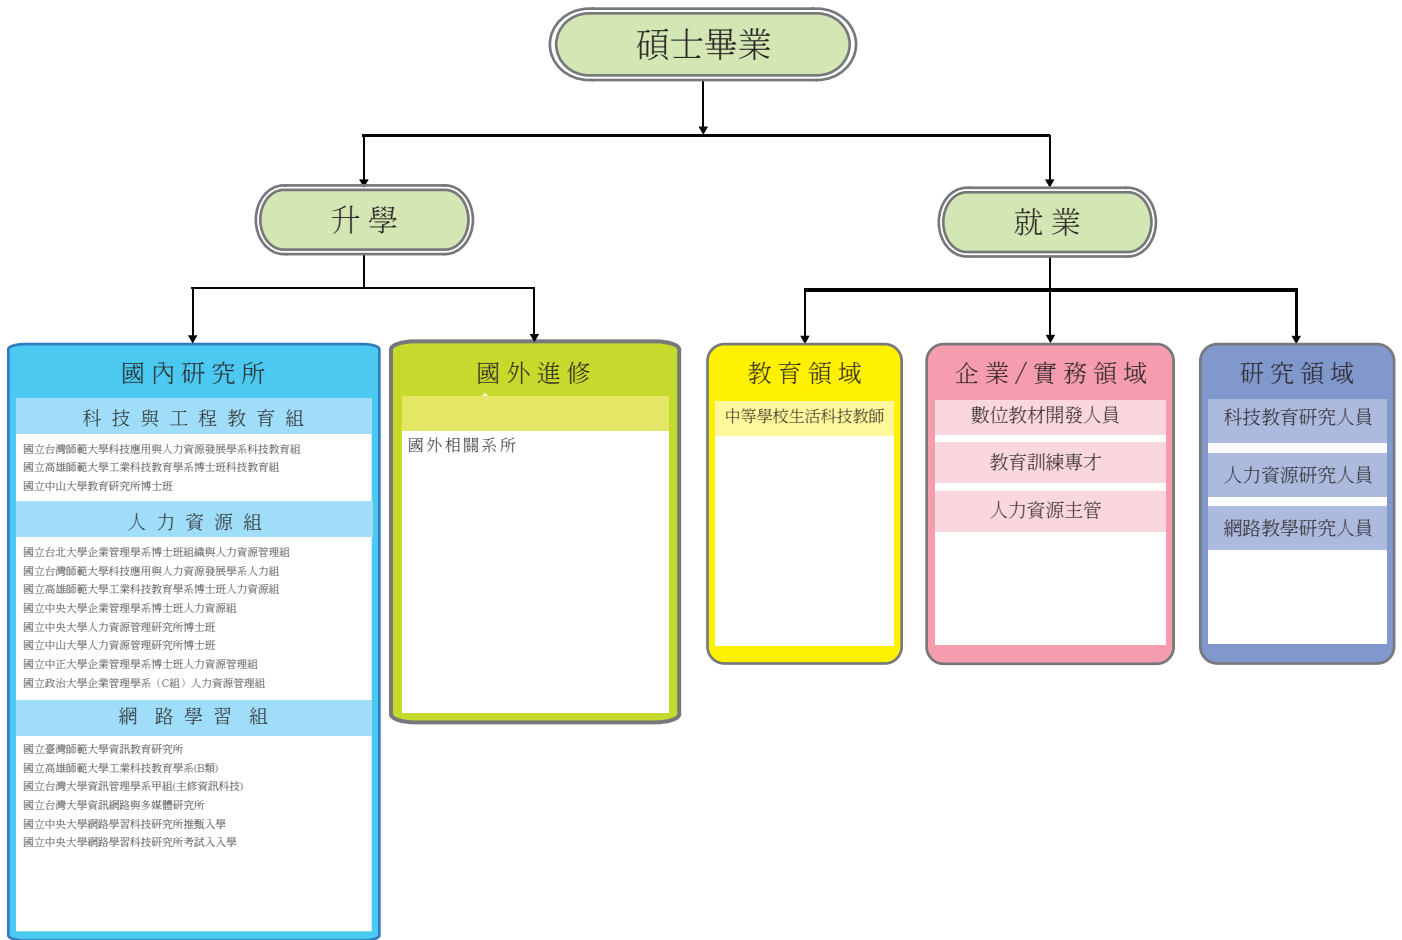 碩士畢業
升學
就業
國內研究所
科技與工程教育組
國立台灣師範大學科技應用與人力資源發展學系科技教育組
國立高雄師範大學工業科技教育學系博士班科技教育組
國立中山大學教育研究所博士班
人力資源組
國立台北大學企業管理學系博士班組織與人力資源管理組
國立台灣師範大學科技應用與人力資源發展學系人力組
國立高雄師範大學工業科技教育學系博士班人力資源組
國立中央大學企業管理學系博士班人力資源組
國立中央大學人力資源管理研究所博士班
國立中山大學人力資源管理研究所博士班
國立中正大學企業管理學系博士班人力資源管理組
國立政治大學企業管理學系（C組）人力資源管理組
網路學習組
國立臺灣師範大學資訊教育研究所
國立高雄師範大學工業科技教育學系(B類)
國立台灣大學資訊管理學系甲組(主修資訊科技)
國立台灣大學資訊網路與多媒體研究所
國立中央大學網路學習科技研究所推甄入學
國立中央大學網路學習科技研究所考試入入學
國外進修
國外相關系所
教育領域
中等學校生活科技教師
企業/實務領域
數位教材開發人員
教育訓練專才
人力資源主管
研究領域
科技教育研究人員
人力資源研究人員
網路教學研究人員